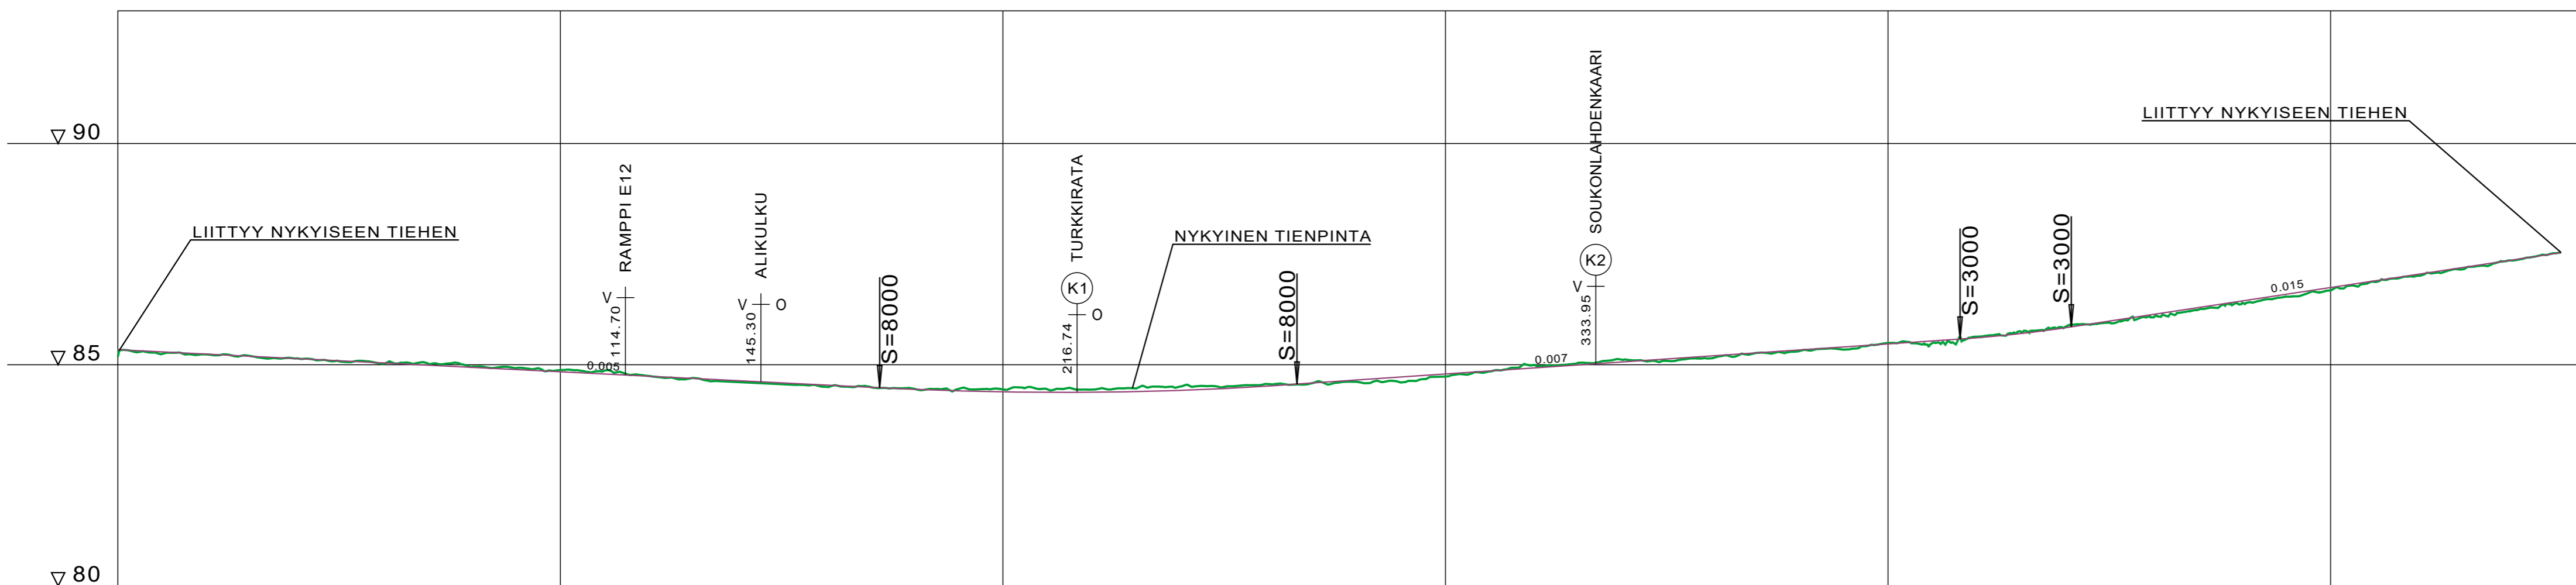 ▽ 90
▽ 85
▽ 80
LIITTYY NYKYISEEN TIEHEN
RAMPPI E12
V
114.70
0.005
ALIKULKU
V O
145.30
S=8000
TURKKIRATA
K1
O
216.74
NYKYINEN TIENPINTA
S=8000
SOUKONLAHDENKAARI
K2
V
333.95
0.007
S=3000
S=3000
LIITTYY NYKYISEEN TIEHEN
0.015